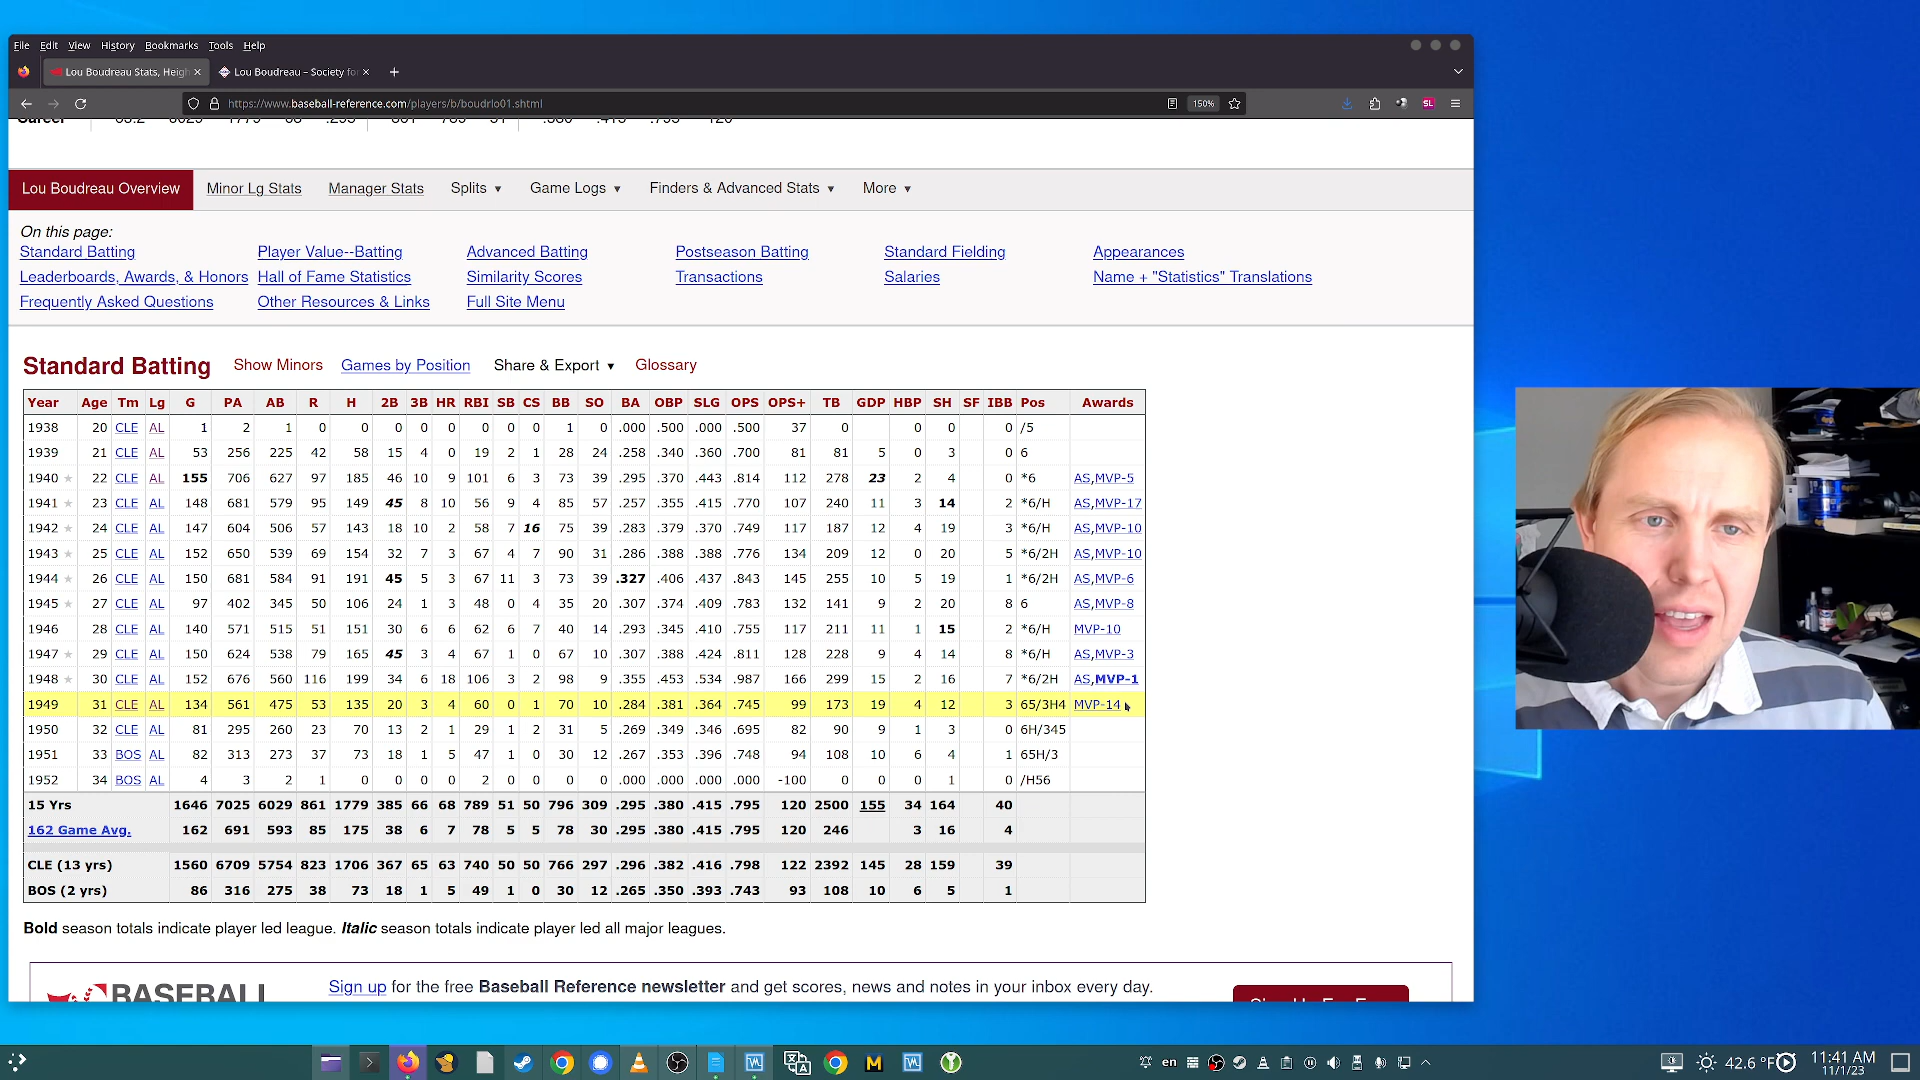 File Edit View History Bookmarks Tools Help
Lou Boudreau Stats, Heigh
Lou Boudreau – Society fo
https://www.baseball-reference.com/players/b/boudrlo01.shtml 150% SL
Lou Boudreau Overview Minor Lg Stats Manager Stats Splits ▼ Game Logs ▼ Finders & Advanced Stats ▼ More ▼
On this page:
Standard Batting Player Value--Batting Advanced Batting Postseason Batting Standard Fielding Appearances
Leaderboards, Awards, & Honors Hall of Fame Statistics Similarity Scores Transactions Salaries Name + "Statistics" Translations
Frequently Asked Questions Other Resources & Links Full Site Menu
Standard Batting Show Minors Games by Position Share & Export ▼ Glossary
Year Age Tm Lg G PA AB R H 2B 3B HR RBI SB CS BB SO BA OBP SLG OPS OPS+ TB GDP HBP SH SF IBB Pos Awards
1938 20 CLE AL 1 2 1 0 0 0 0 0 0 0 0 1 0 .000 .500 .000 .500 37 0 0 0 0 /5
1939 21 CLE AL 53 256 225 42 58 15 4 0 19 2 1 28 24 .258 .340 .360 .700 81 81 5 0 3 0 6
1940 ★ 22 CLE AL 155 706 627 97 185 46 10 9 101 6 3 73 39 .295 .370 .443 .814 112 278 23 2 4 0 *6 AS,MVP-5
1941 ★ 23 CLE AL 148 681 579 95 149 45 8 10 56 9 4 85 57 .257 .355 .415 .770 107 240 11 3 14 2 *6/H AS,MVP-17
1942 ★ 24 CLE AL 147 604 506 57 143 18 10 2 58 7 16 75 39 .283 .379 .370 .749 117 187 12 4 19 3 *6/H AS,MVP-10
1943 ★ 25 CLE AL 152 650 539 69 154 32 7 3 67 4 7 90 31 .286 .388 .388 .776 134 209 12 0 20 5 *6/2H AS,MVP-10
1944 ★ 26 CLE AL 150 681 584 91 191 45 5 3 67 11 3 73 39 .327 .406 .437 .843 145 255 10 5 19 1 *6/2H AS,MVP-6
1945 ★ 27 CLE AL 97 402 345 50 106 24 1 3 48 0 4 35 20 .307 .374 .409 .783 132 141 9 2 20 8 6 AS,MVP-8
1946 28 CLE AL 140 571 515 51 151 30 6 6 62 6 7 40 14 .293 .345 .410 .755 117 211 11 1 15 2 *6/H MVP-10
1947 ★ 29 CLE AL 150 624 538 79 165 45 3 4 67 1 0 67 10 .307 .388 .424 .811 128 228 9 4 14 8 *6/H AS,MVP-3
1948 ★ 30 CLE AL 152 676 560 116 199 34 6 18 106 3 2 98 9 .355 .453 .534 .987 166 299 15 2 16 7 *6/2H AS,MVP-1
1949 31 CLE AL 134 561 475 53 135 20 3 4 60 0 1 70 10 .284 .381 .364 .745 99 173 19 4 12 3 65/3H4 MVP-14
1950 32 CLE AL 81 295 260 23 70 13 2 1 29 1 2 31 5 .269 .349 .346 .695 82 90 9 1 3 0 6H/345
1951 33 BOS AL 82 313 273 37 73 18 1 5 47 1 0 30 12 .267 .353 .396 .748 94 108 10 6 4 1 65H/3
1952 34 BOS AL 4 3 2 1 0 0 0 0 2 0 0 0 0 .000 .000 .000 .000 -100 0 0 0 1 0 /H56
15 Yrs 1646 7025 6029 861 1779 385 66 68 789 51 50 796 309 .295 .380 .415 .795 120 2500 155 34 164 40
162 Game Avg. 162 691 593 85 175 38 6 7 78 5 5 78 30 .295 .380 .415 .795 120 246 3 16 4
CLE (13 yrs) 1560 6709 5754 823 1706 367 65 63 740 50 50 766 297 .296 .382 .416 .798 122 2392 145 28 159 39
BOS (2 yrs) 86 316 275 38 73 18 1 5 49 1 0 30 12 .265 .350 .393 .743 93 108 10 6 5 1
Bold season totals indicate player led league. Italic season totals indicate player led all major leagues.
BASEBALL
Sign up for the free Baseball Reference newsletter and get scores, news and notes in your inbox every day.
en 42.6 °F 11:41 AM
11/1/23